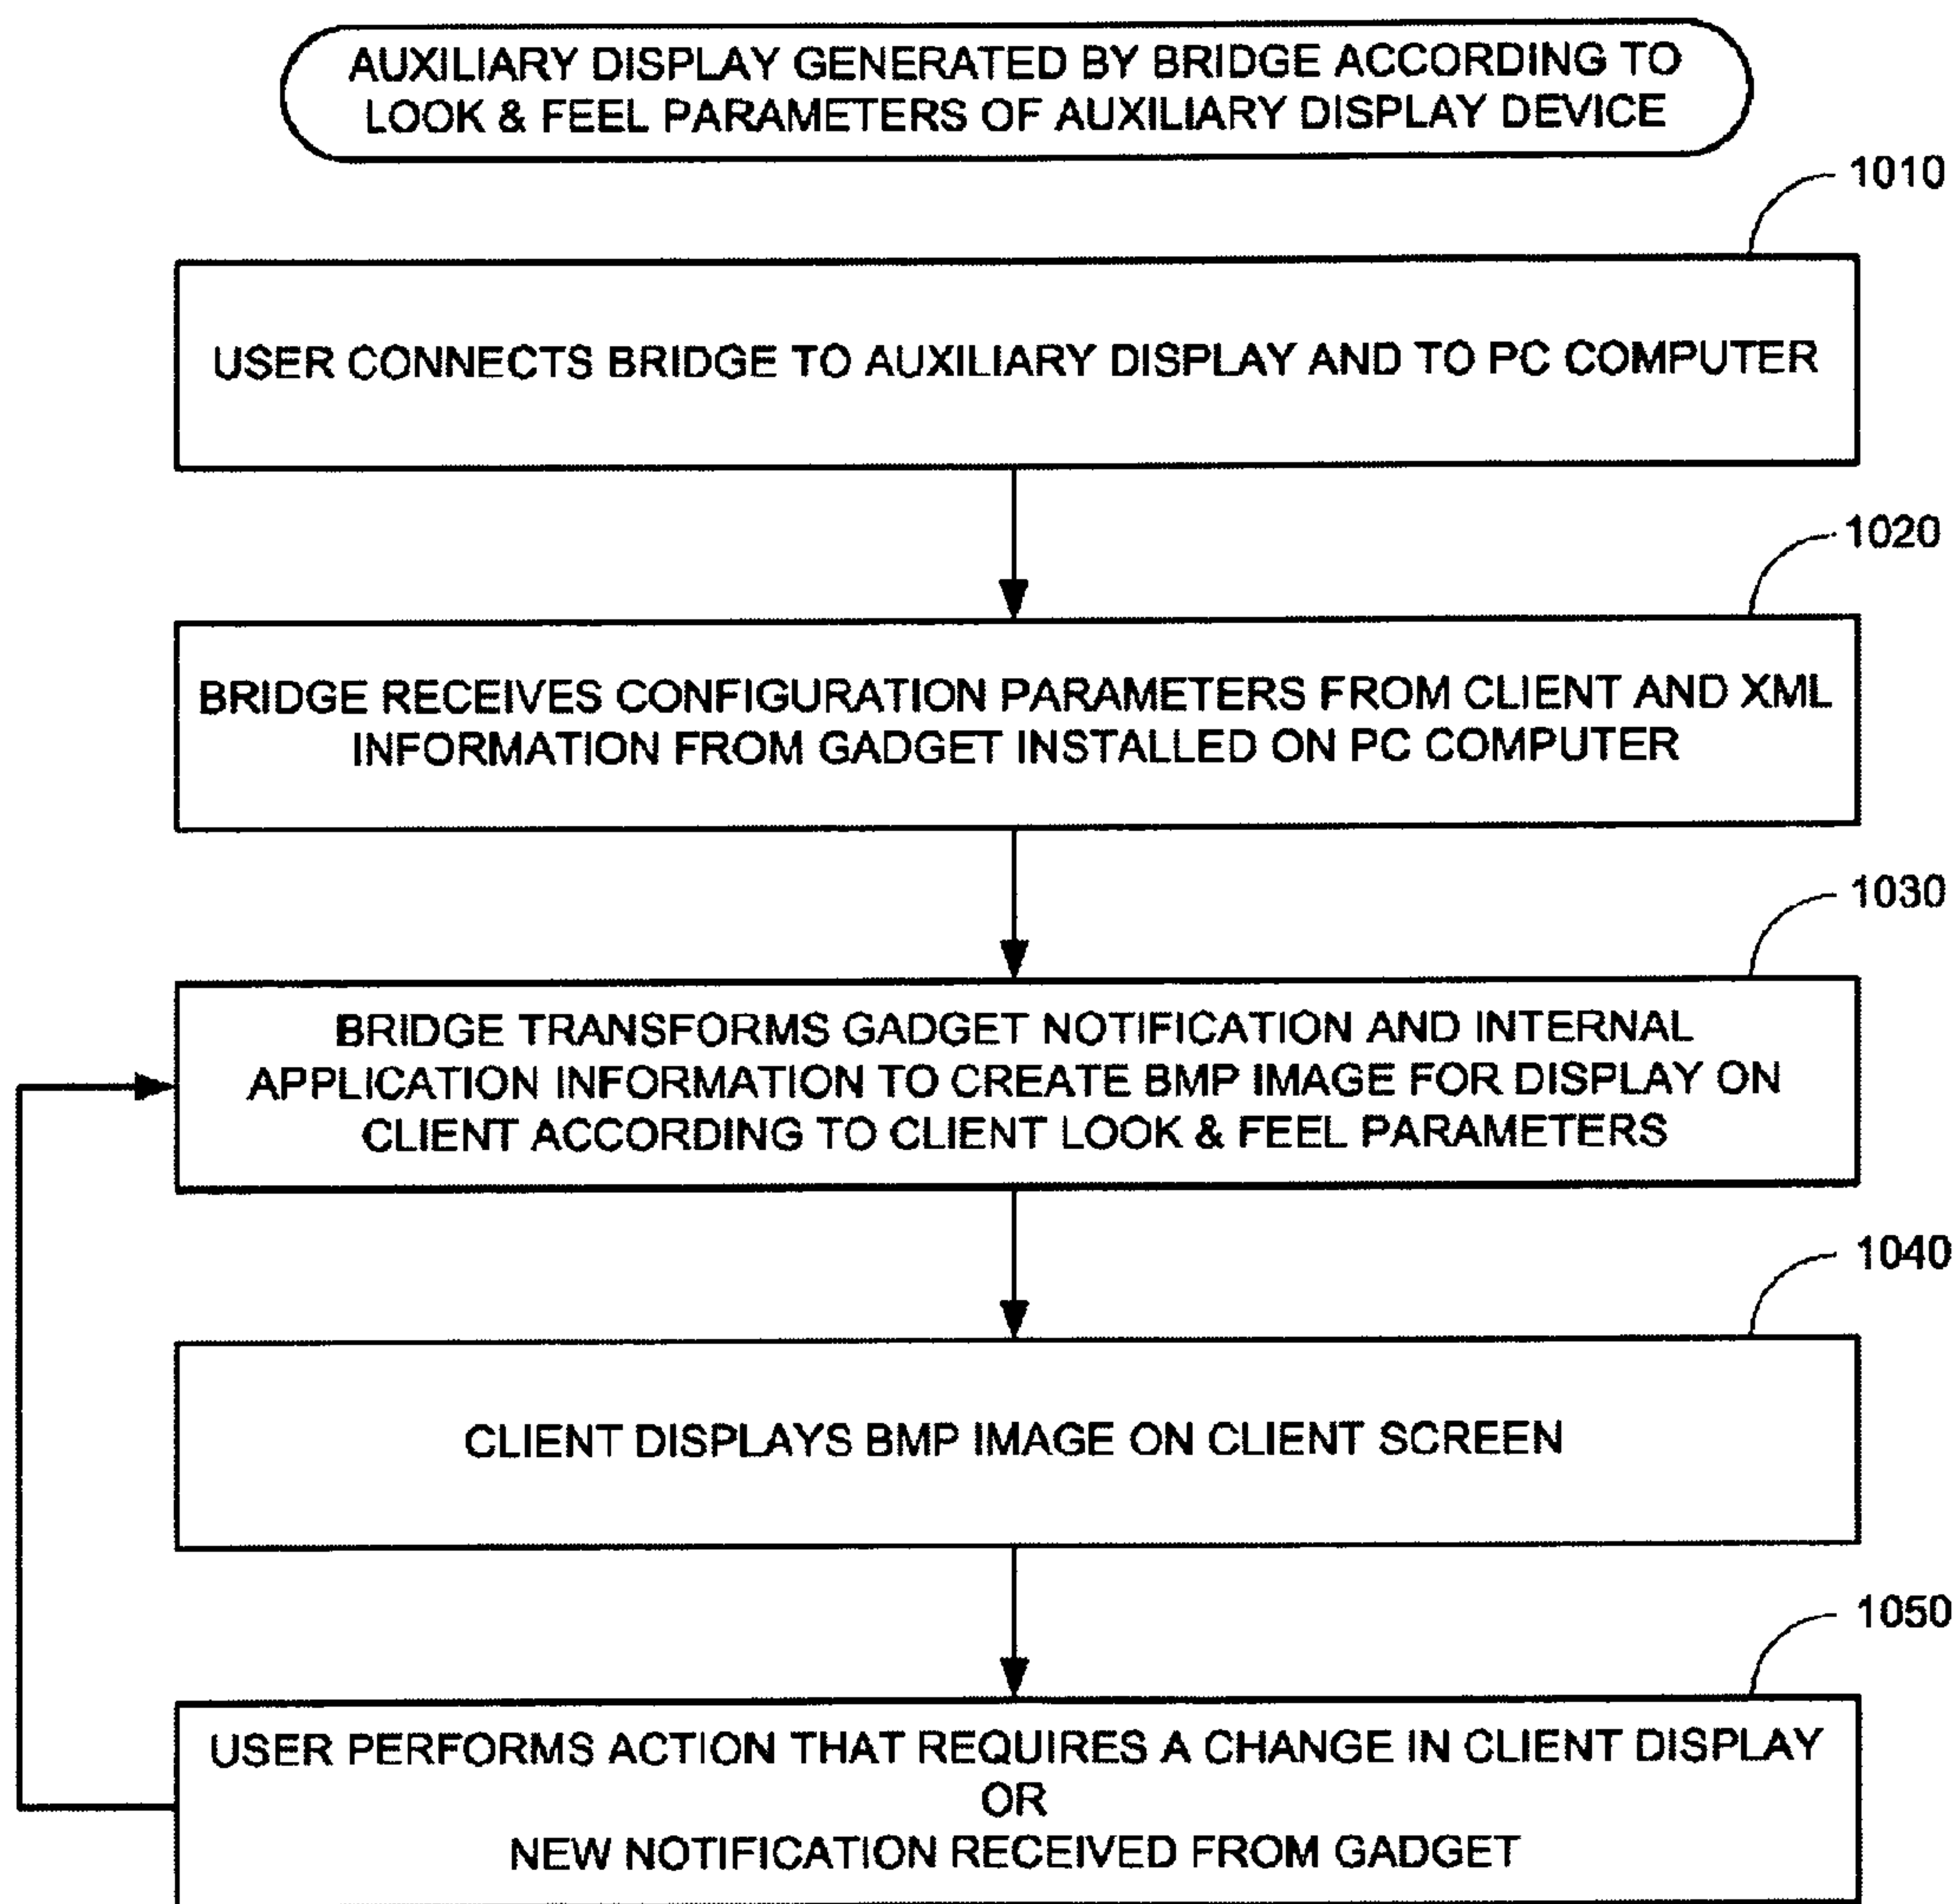 AUXILIARY DISPLAY GENERATED BY BRIDGE ACCORDING TO
LOOK & FEEL PARAMETERS OF AUXILIARY DISPLAY DEVICE
1010
USER CONNECTS BRIDGE TO AUXILIARY DISPLAY AND TO PC COMPUTER
1020
BRIDGE RECEIVES CONFIGURATION PARAMETERS FROM CLIENT AND XML
INFORMATION FROM GADGET INSTALLED ON PC COMPUTER
1030
BRIDGE TRANSFORMS GADGET NOTIFICATION AND INTERNAL
APPLICATION INFORMATION TO CREATE BMP IMAGE FOR DISPLAY ON
CLIENT ACCORDING TO CLIENT LOOK & FEEL PARAMETERS
1040
CLIENT DISPLAYS BMP IMAGE ON CLIENT SCREEN
1050
USER PERFORMS ACTION THAT REQUIRES A CHANGE IN CLIENT DISPLAY
OR
NEW NOTIFICATION RECEIVED FROM GADGET